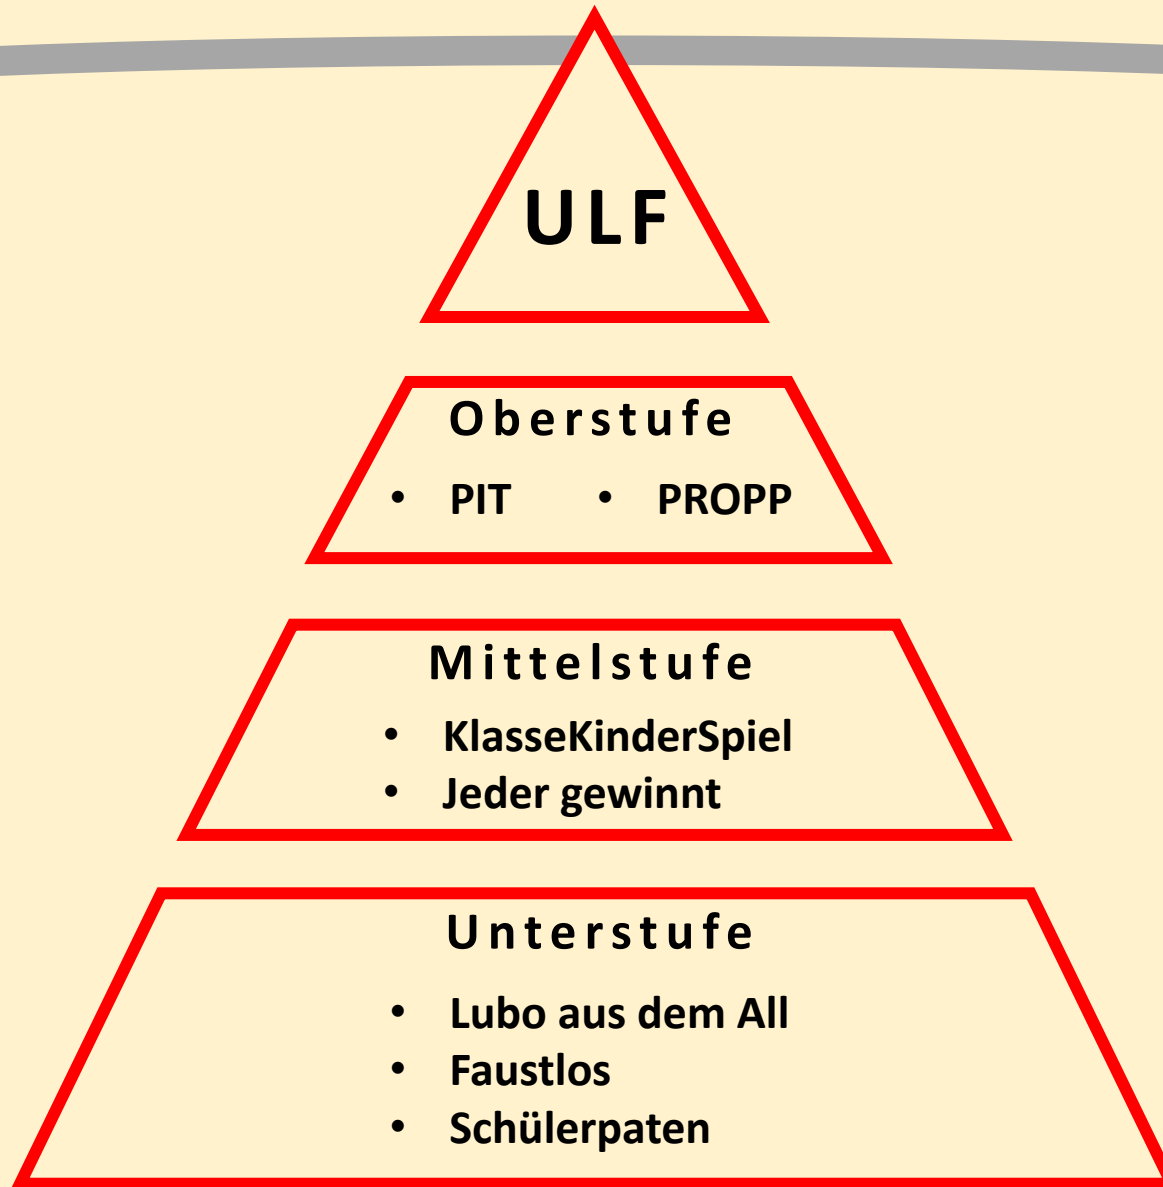 ULF
Oberstufe
• PIT • PROPP
Mittelstufe
• KlasseKinderSpiel
• Jeder gewinnt
Unterstufe
• Lubo aus dem All
• Faustlos
• Schülerpaten